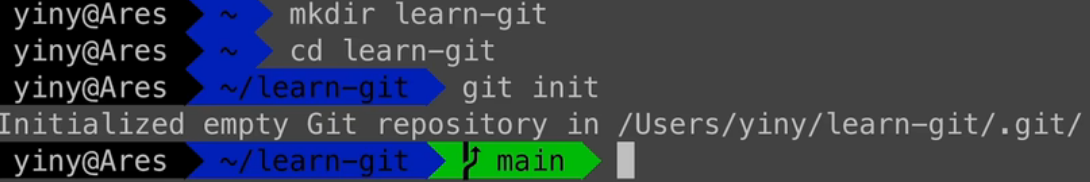 yiny@Ares ~ mkdir learn-git
yiny@Ares ~ cd learn-git
yiny@Ares ~/learn-git git init
Initialized empty Git repository in /Users/yiny/learn-git/.git/
yiny@Ares ~/learn-git main